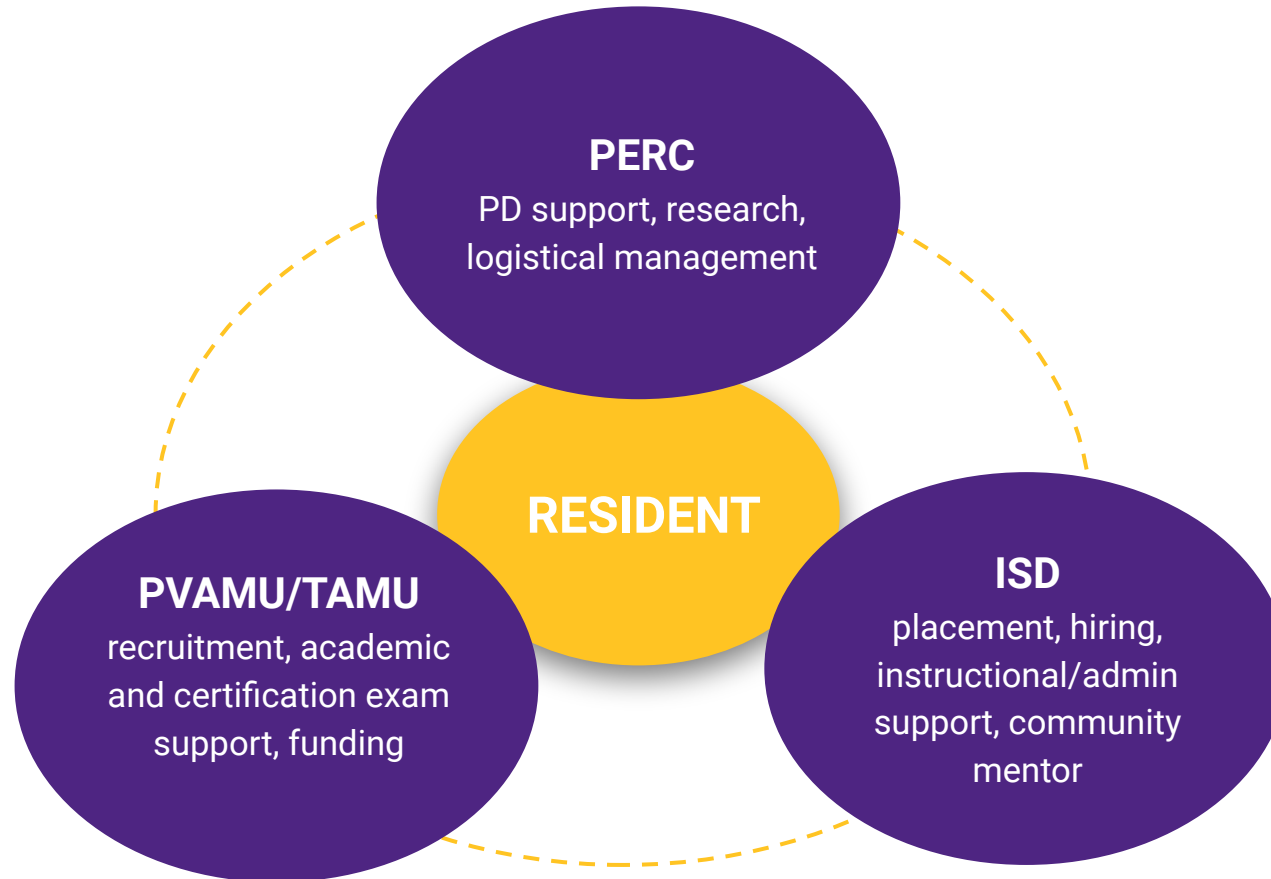 PERC
PD support, research,
logistical management
RESIDENT
PVAMU/TAMU
recruitment, academic
and certification exam
support, funding
ISD
placement, hiring,
instructional/admin
support, community
mentor